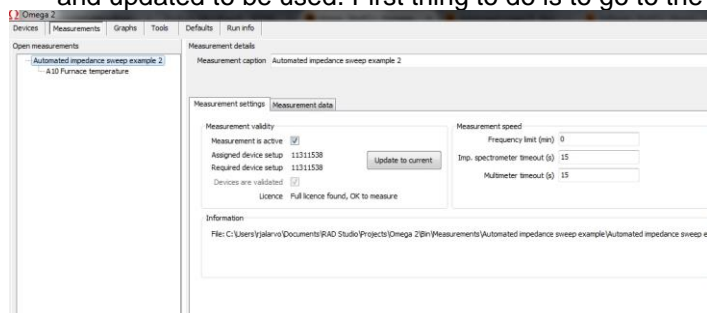 and updated to be used. First thing to do is to go to the
Omega 2
Devices Measurements Graphs Tools Defaults Run info
Open measurements
Automated impedance sweep example 2
A10 Furnace temperature
Measurement details
Measurement caption Automated impedance sweep example 2
Measurement settings Measurement data
Measurement validity
Measurement is active
Assigned device setup 11311538
Required device setup 11311538
Update to current
Devices are validated
Licence Full licence found, OK to measure
Measurement speed
Frequency limit (min) 0
Imp. spectrometer timeout (s) 15
Multimeter timeout (s) 15
Information
File: C:\Users\rjalarvo\Documents\RAD Studio\Projects\Omega 2\Bin\Measurements\Automated impedance sweep example\Automated impedance sweep e